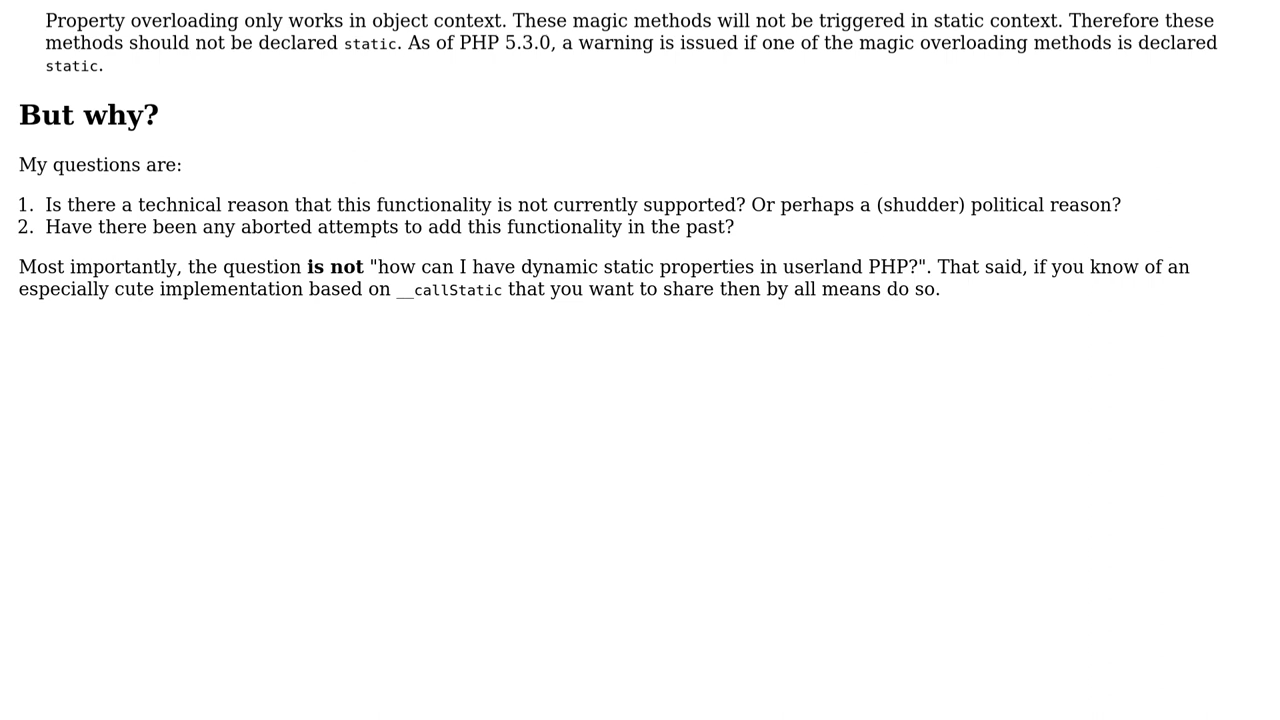 Property overloading only works in object context. These magic methods will not be triggered in static context. Therefore these
methods should not be declared static. As of PHP 5.3.0, a warning is issued if one of the magic overloading methods is declared
static.
But why?
My questions are:
1. Is there a technical reason that this functionality is not currently supported? Or perhaps a (shudder) political reason?
2. Have there been any aborted attempts to add this functionality in the past?
Most importantly, the question is not "how can I have dynamic static properties in userland PHP?". That said, if you know of an
especially cute implementation based on __callStatic that you want to share then by all means do so.